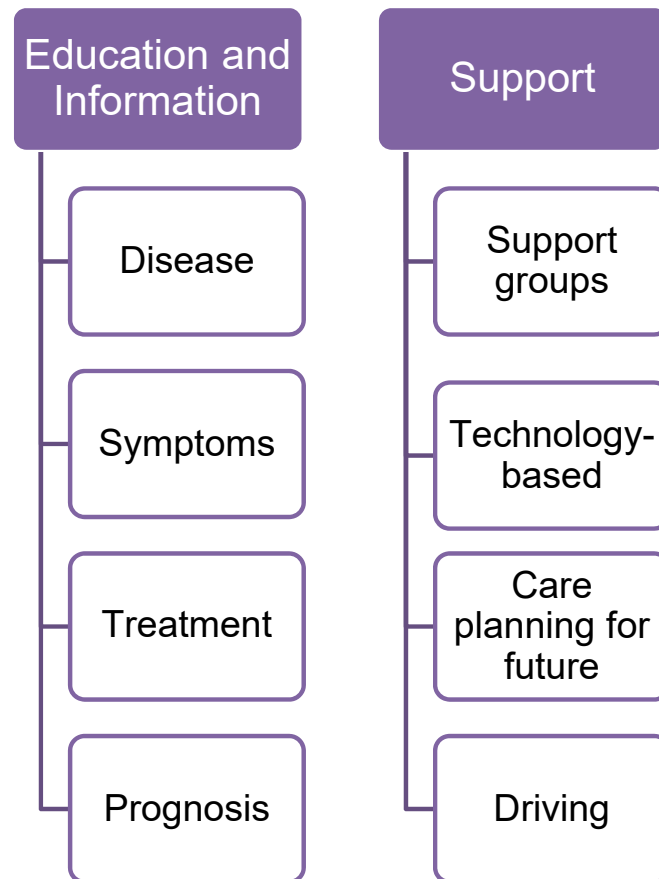 Education and
Information
Disease
Symptoms
Treatment
Prognosis
Support
Support
groups
Technology-
based
Care
planning for
future
Driving